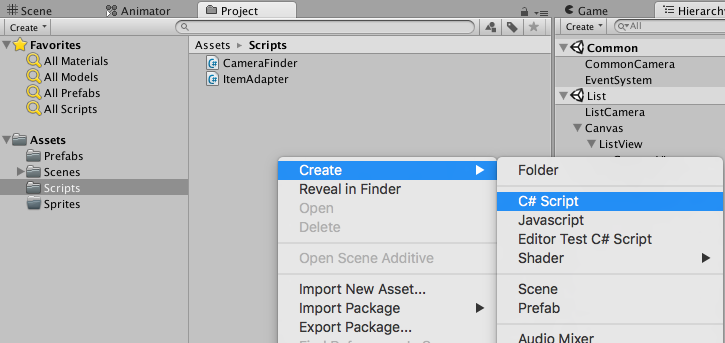 Scene
Animator
Project
Game
Hierarchy
Create
Create
All
Favorites
All Materials
All Models
All Prefabs
All Scripts
Assets
Prefabs
Scenes
Scripts
Sprites
Assets ▸ Scripts
CameraFinder
ItemAdapter
Common
CommonCamera
EventSystem
List
ListCamera
Canvas
ListView
Create
Reveal in Finder
Open
Delete
Open Scene Additive
Import New Asset...
Import Package
Export Package...
Folder
C# Script
Javascript
Editor Test C# Script
Shader
Scene
Prefab
Audio Mixer